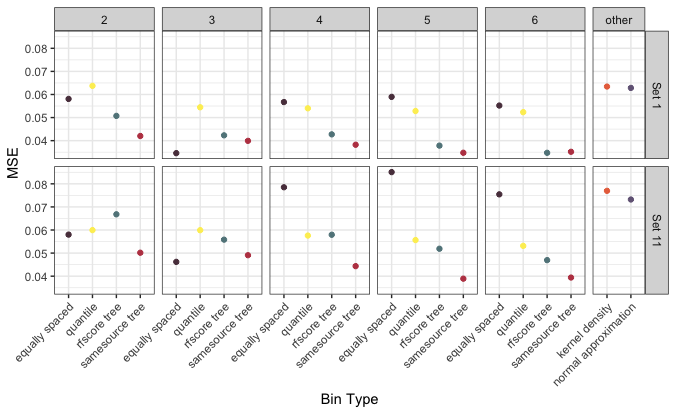 2 3 4 5 6 other
0.08
0.07
0.06
0.05
0.04
Set 1
0.08
0.07
0.06
0.05
0.04
Set 11
MSE
equally spaced
quantile
rfscore tree
samesource tree
equally spaced
quantile
rfscore tree
samesource tree
equally spaced
quantile
rfscore tree
samesource tree
equally spaced
quantile
rfscore tree
samesource tree
equally spaced
quantile
rfscore tree
samesource tree
kernel density
normal approximation
Bin Type